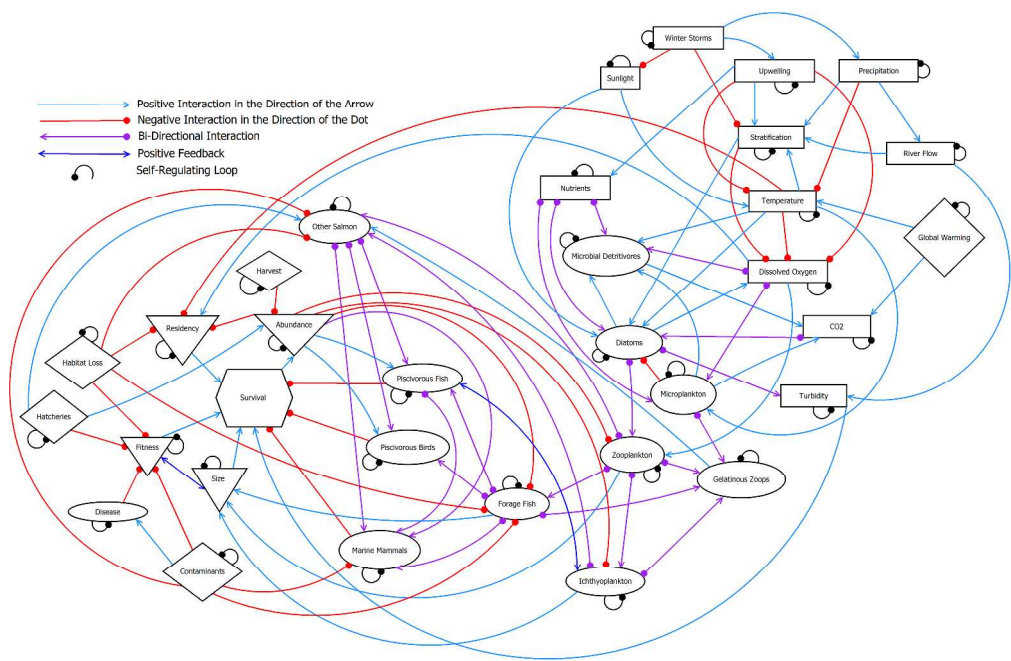 Winter Storms
Sunlight
Upwelling
Precipitation
Positive Interaction in the Direction of the Arrow
Negative Interaction in the Direction of the Dot
Bi-Directional Interaction
Positive Feedback
Self-Regulating Loop
Stratification
River Flow
Nutrients
Temperature
Other Salmon
Global Warming
Microbial Detritivores
Harvest
Dissolved Oxygen
Residency
Abundance
CO2
Diatoms
Habitat Loss
Piscivorous Fish
Survival
Microplankton
Turbidity
Hatcheries
Piscivorous Birds
Fitness
Zooplankton
Size
Gelatinous Zoops
Forage Fish
Disease
Marine Mammals
Contaminants
Ichthyoplankton